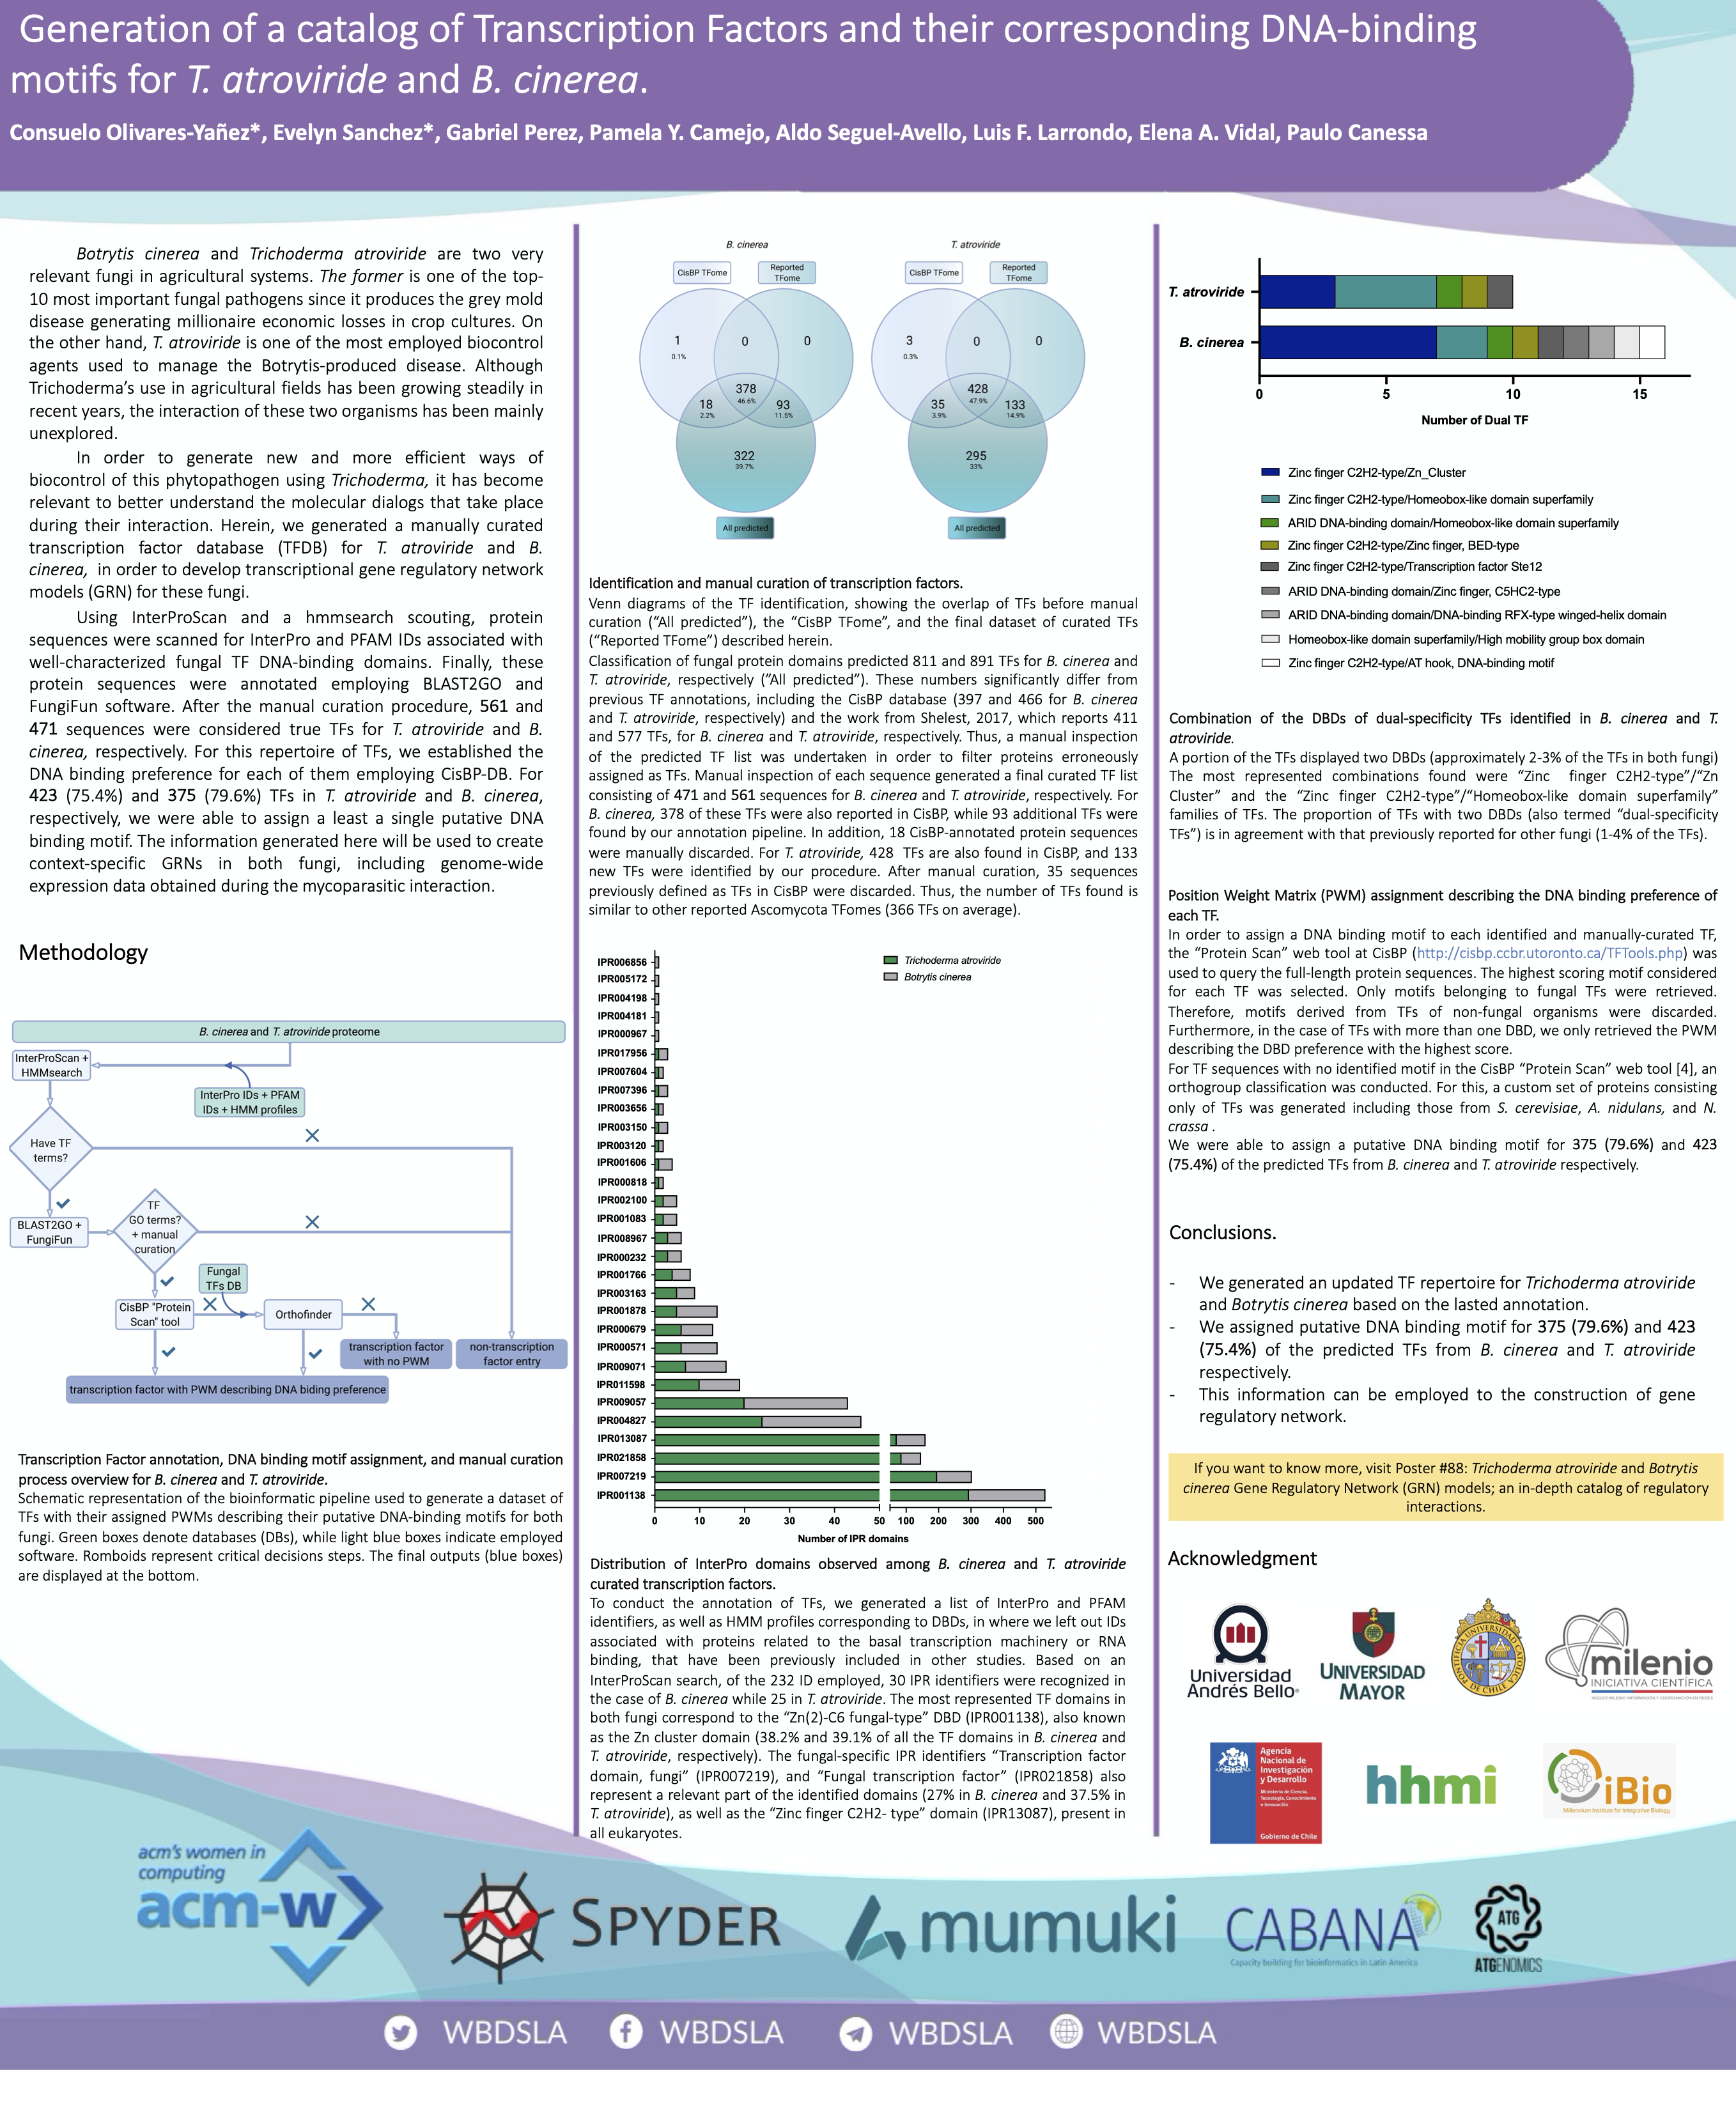 Generation of a catalog of Transcription Factors and their corresponding DNA-binding
motifs for T. atroviride and B. cinerea.
Consuelo Olivares-Yañez*, Evelyn Sanchez*, Gabriel Perez, Pamela Y. Camejo, Aldo Seguel-Avello, Luis F. Larrondo, Elena A. Vidal, Paulo Canessa
Botrytis cinerea and Trichoderma atroviride are two very
relevant fungi in agricultural systems. The former is one of the top-
10 most important fungal pathogens since it produces the grey mold
disease generating millionaire economic losses in crop cultures. On
the other hand, T. atroviride is one of the most employed biocontrol
agents used to manage the Botrytis-produced disease. Although
Trichoderma's use in agricultural fields has been growing steadily in
recent years, the interaction of these two organisms has been mainly
unexplored.
In order to generate new and more efficient ways of
biocontrol of this phytopathogen using Trichoderma, it has become
relevant to better understand the molecular dialogs that take place
during their interaction. Herein, we generated a manually curated
transcription factor database (TFDB) for T. atroviride and B.
cinerea, in order to develop transcriptional gene regulatory network
models (GRN) for these fungi.
Using InterProScan and a hmmsearch scouting, protein
sequences were scanned for InterPro and PFAM IDs associated with
well-characterized fungal TF DNA-binding domains. Finally, these
protein sequences were annotated employing BLAST2GO and
FungiFun software. After the manual curation procedure, 561 and
471 sequences were considered true TFs for T. atroviride and B.
cinerea, respectively. For this repertoire of TFs, we established the
DNA binding preference for each of them employing CisBP-DB. For
423 (75.4%) and 375 (79.6%) TFs in T. atroviride and B. cinerea,
respectively, we were able to assign a least a single putative DNA
binding motif. The information generated here will be used to create
context-specific GRNs in both fungi, including genome-wide
expression data obtained during the mycoparasitic interaction.
Methodology
B. cinerea and T. atroviride proteome
InterProScan +
HMMsearch
InterPro IDs + PFAM
IDs + HMM profiles
Have TF
terms?
BLAST2GO +
FungiFun
TF
GO terms?
+ manual
curation
Fungal
TFs DB
CisBP "Protein
Scan" tool
Orthofinder
transcription factor
with no PWM
non-transcription
factor entry
transcription factor with PWM describing DNA biding preference
Transcription Factor annotation, DNA binding motif assignment, and manual curation
process overview for B. cinerea and T. atroviride.
Schematic representation of the bioinformatic pipeline used to generate a dataset of
TFs with their assigned PWMs describing their putative DNA-binding motifs for both
fungi. Green boxes denote databases (DBs), while light blue boxes indicate employed
software. Romboids represent critical decisions steps. The final outputs (blue boxes)
are displayed at the bottom.
B. cinerea
CisBP TFome
Reported
TFome
1
0.1%
0
0
378
46.6%
18
2.2%
93
11.5%
322
39.7%
All predicted
T. atroviride
CisBP TFome
Reported
TFome
3
0.3%
0
0
428
47.9%
35
3.9%
133
14.9%
295
33%
All predicted
Identification and manual curation of transcription factors.
Venn diagrams of the TF identification, showing the overlap of TFs before manual
curation ("All predicted"), the "CisBP TFome", and the final dataset of curated TFs
("Reported TFome") described herein.
Classification of fungal protein domains predicted 811 and 891 TFs for B. cinerea and
T. atroviride, respectively ("All predicted"). These numbers significantly differ from
previous TF annotations, including the CisBP database (397 and 466 for B. cinerea
and T. atroviride, respectively) and the work from Shelest, 2017, which reports 411
and 577 TFs, for B. cinerea and T. atroviride, respectively. Thus, a manual inspection
of the predicted TF list was undertaken in order to filter proteins erroneously
assigned as TFs. Manual inspection of each sequence generated a final curated TF list
consisting of 471 and 561 sequences for B. cinerea and T. atroviride, respectively. For
B. cinerea, 378 of these TFs were also reported in CisBP, while 93 additional TFs were
found by our annotation pipeline. In addition, 18 CisBP-annotated protein sequences
were manually discarded. For T. atroviride, 428 TFs are also found in CisBP, and 133
new TFs were identified by our procedure. After manual curation, 35 sequences
previously defined as TFs in CisBP were discarded. Thus, the number of TFs found is
similar to other reported Ascomycota TFomes (366 TFs on average).
Trichoderma atroviride
Botrytis cinerea
IPR006856
IPR005172
IPR004198
IPR004181
IPR000967
IPR017956
IPR007604
IPR007396
IPR003656
IPR003150
IPR003120
IPR001606
IPR000818
IPR002100
IPR001083
IPR008967
IPR000232
IPR001766
IPR003163
IPR001878
IPR000679
IPR000571
IPR009071
IPR011598
IPR009057
IPR004827
IPR013087
IPR021858
IPR007219
IPR001138
0 10 20 30 40 50 100 200 300 400 500
Number of IPR domains
Distribution of InterPro domains observed among B. cinerea and T. atroviride
curated transcription factors.
To conduct the annotation of TFs, we generated a list of InterPro and PFAM
identifiers, as well as HMM profiles corresponding to DBDs, in where we left out IDs
associated with proteins related to the basal transcription machinery or RNA
binding, that have been previously included in other studies. Based on an
InterProScan search, of the 232 ID employed, 30 IPR identifiers were recognized in
the case of B. cinerea while 25 in T. atroviride. The most represented TF domains in
both fungi correspond to the "Zn(2)-C6 fungal-type" DBD (IPR001138), also known
as the Zn cluster domain (38.2% and 39.1% of all the TF domains in B. cinerea and
T. atroviride, respectively). The fungal-specific IPR identifiers "Transcription factor
domain, fungi" (IPR007219), and "Fungal transcription factor" (IPR021858) also
represent a relevant part of the identified domains (27% in B. cinerea and 37.5% in
T. atroviride), as well as the "Zinc finger C2H2- type" domain (IPR13087), present in
all eukaryotes.
T. atroviride
B. cinerea
0 5 10 15
Number of Dual TF
Zinc finger C2H2-type/Zn_Cluster
Zinc finger C2H2-type/Homeobox-like domain superfamily
ARID DNA-binding domain/Homeobox-like domain superfamily
Zinc finger C2H2-type/Zinc finger, BED-type
Zinc finger C2H2-type/Transcription factor Ste12
ARID DNA-binding domain/Zinc finger, C5HC2-type
ARID DNA-binding domain/DNA-binding RFX-type winged-helix domain
Homeobox-like domain superfamily/High mobility group box domain
Zinc finger C2H2-type/AT hook, DNA-binding motif
Combination of the DBDs of dual-specificity TFs identified in B. cinerea and T.
atroviride.
A portion of the TFs displayed two DBDs (approximately 2-3% of the TFs in both fungi)
The most represented combinations found were "Zinc finger C2H2-type"/"Zn
Cluster" and the "Zinc finger C2H2-type"/"Homeobox-like domain superfamily"
families of TFs. The proportion of TFs with two DBDs (also termed "dual-specificity
TFs") is in agreement with that previously reported for other fungi (1-4% of the TFs).
Position Weight Matrix (PWM) assignment describing the DNA binding preference of
each TF.
In order to assign a DNA binding motif to each identified and manually-curated TF,
the "Protein Scan" web tool at CisBP (http://cisbp.ccbr.utoronto.ca/TFTools.php) was
used to query the full-length protein sequences. The highest scoring motif considered
for each TF was selected. Only motifs belonging to fungal TFs were retrieved.
Therefore, motifs derived from TFs of non-fungal organisms were discarded.
Furthermore, in the case of TFs with more than one DBD, we only retrieved the PWM
describing the DBD preference with the highest score.
For TF sequences with no identified motif in the CisBP "Protein Scan" web tool [4], an
orthogroup classification was conducted. For this, a custom set of proteins consisting
only of TFs was generated including those from S. cerevisiae, A. nidulans, and N.
crassa .
We were able to assign a putative DNA binding motif for 375 (79.6%) and 423
(75.4%) of the predicted TFs from B. cinerea and T. atroviride respectively.
Conclusions.
- We generated an updated TF repertoire for Trichoderma atroviride
and Botrytis cinerea based on the lasted annotation.
- We assigned putative DNA binding motif for 375 (79.6%) and 423
(75.4%) of the predicted TFs from B. cinerea and T. atroviride
respectively.
- This information can be employed to the construction of gene
regulatory network.
If you want to know more, visit Poster #88: Trichoderma atroviride and Botrytis
cinerea Gene Regulatory Network (GRN) models; an in-depth catalog of regulatory
interactions.
Acknowledgment
Universidad
Andrés Bello
UNIVERSIDAD
MAYOR
milenio
INICIATIVA CIENTÍFICA
Agencia
Nacional de
Investigación
y Desarrollo
Ministerio de Ciencia,
Tecnología, Conocimiento
e Innovación
Gobierno de Chile
hhmi
iBio
Millennium Institute for Integrative Biology
acm's women in
computing
acm-w
SPYDER
mumuki
CABANA
Capacity building for bioinformatics in Latin America
ATG
ATGENOMICS
WBDSLA
WBDSLA
WBDSLA
WBDSLA